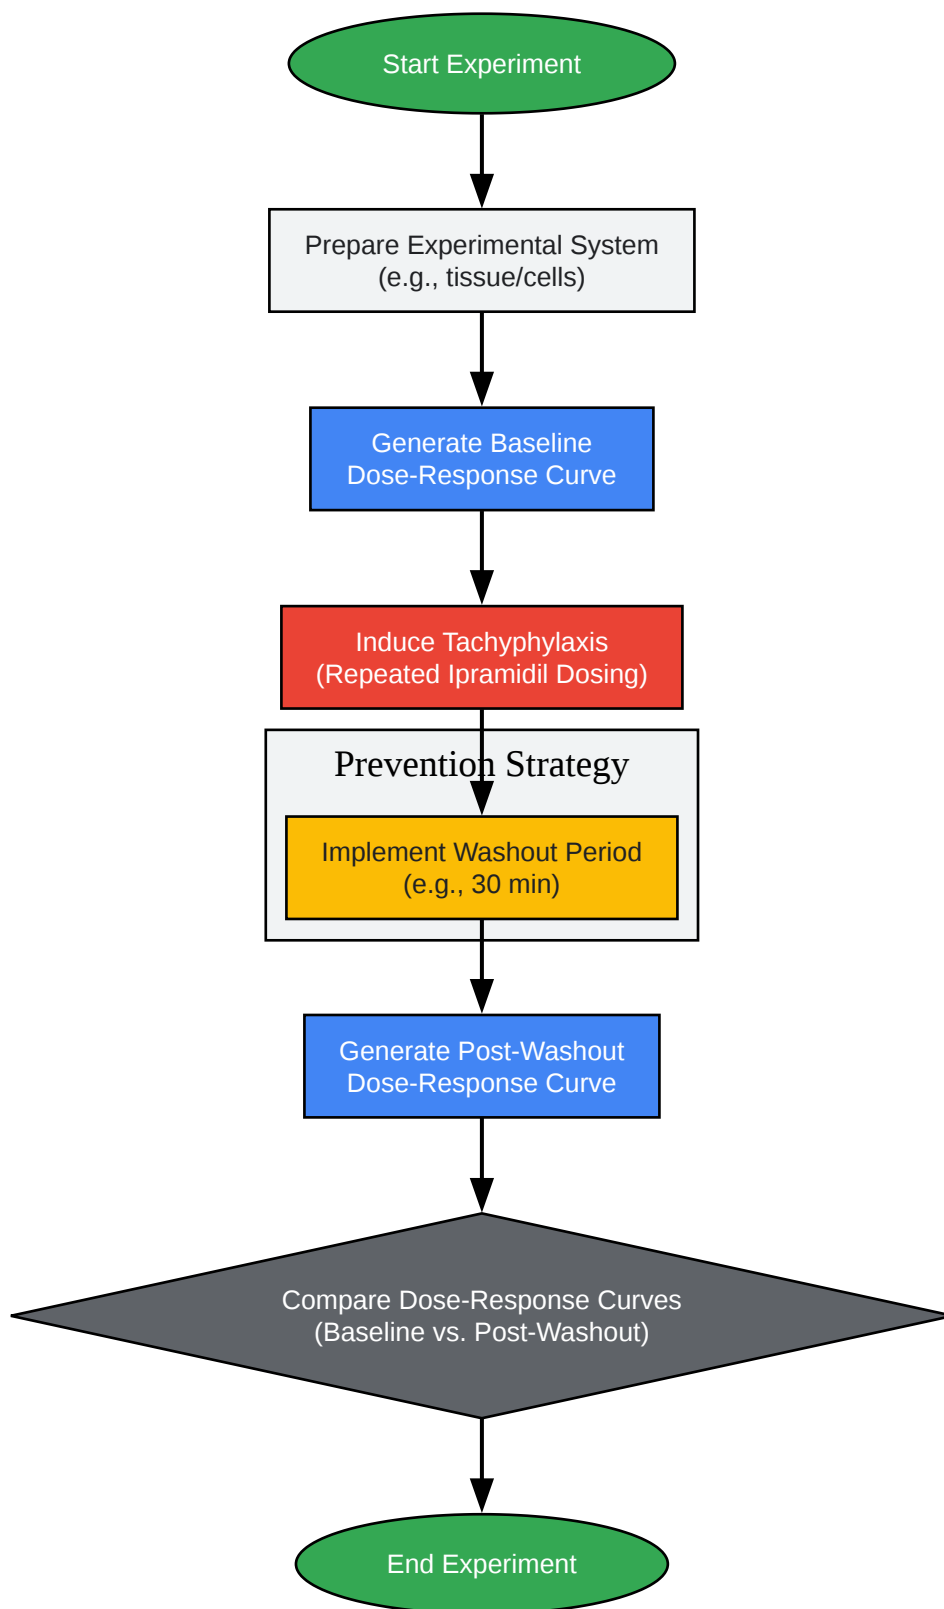 Start Experiment
Prepare Experimental System
(e.g., tissue/cells)
Generate Baseline
Dose-Response Curve
Induce Tachyphylaxis
(Repeated Ipramidil Dosing)
Prevention Strategy
Implement Washout Period
(e.g., 30 min)
Generate Post-Washout
Dose-Response Curve
Compare Dose-Response Curves
(Baseline vs. Post-Washout)
End Experiment